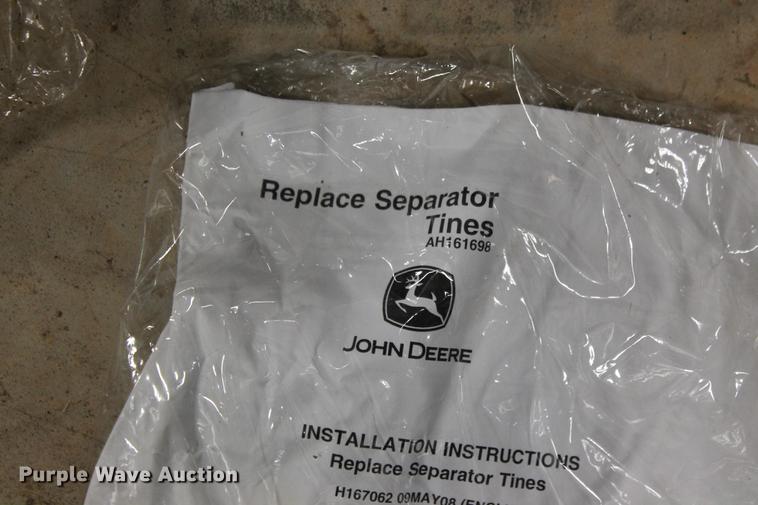 Replace Separator
Tines
AH161698
JOHN DEERE
INSTALLATION INSTRUCTIONS
Replace Separator Tines
H167062 09MAY08
Purple Wave Auction